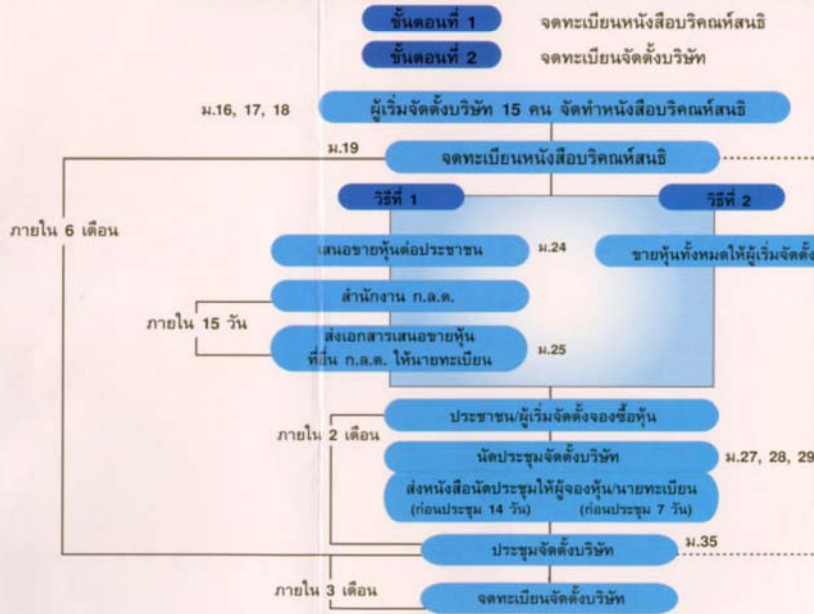 ขั้นตอนที่ 1 จดทะเบียนหนังสือบริคณห์สนธิ
ขั้นตอนที่ 2 จดทะเบียนจัดตั้งบริษัท
ม.16, 17, 18 ผู้เริ่มจัดตั้งบริษัท 15 คน จัดทำหนังสือบริคณห์สนธิ
ม.19 จดทะเบียนหนังสือบริคณห์สนธิ
วิธีที่ 1 วิธีที่ 2
ภายใน 6 เดือน
เสนอขายหุ้นต่อประชาชน ม.24 ขายหุ้นทั้งหมดให้ผู้เริ่มจัดตั้ง
สำนักงาน ก.ล.ต.
ภายใน 15 วัน
ส่งเอกสารเสนอขายหุ้น
ที่ยื่น ก.ล.ต. ให้นายทะเบียน ม.25
ประชาชน/ผู้เริ่มจัดตั้งจองซื้อหุ้น
ภายใน 2 เดือน
นัดประชุมจัดตั้งบริษัท ม.27, 28, 29
ส่งหนังสือนัดประชุมให้ผู้จองหุ้น/นายทะเบียน
(ก่อนประชุม 14 วัน) (ก่อนประชุม 7 วัน)
ประชุมจัดตั้งบริษัท ม.35
ภายใน 3 เดือน
จดทะเบียนจัดตั้งบริษัท